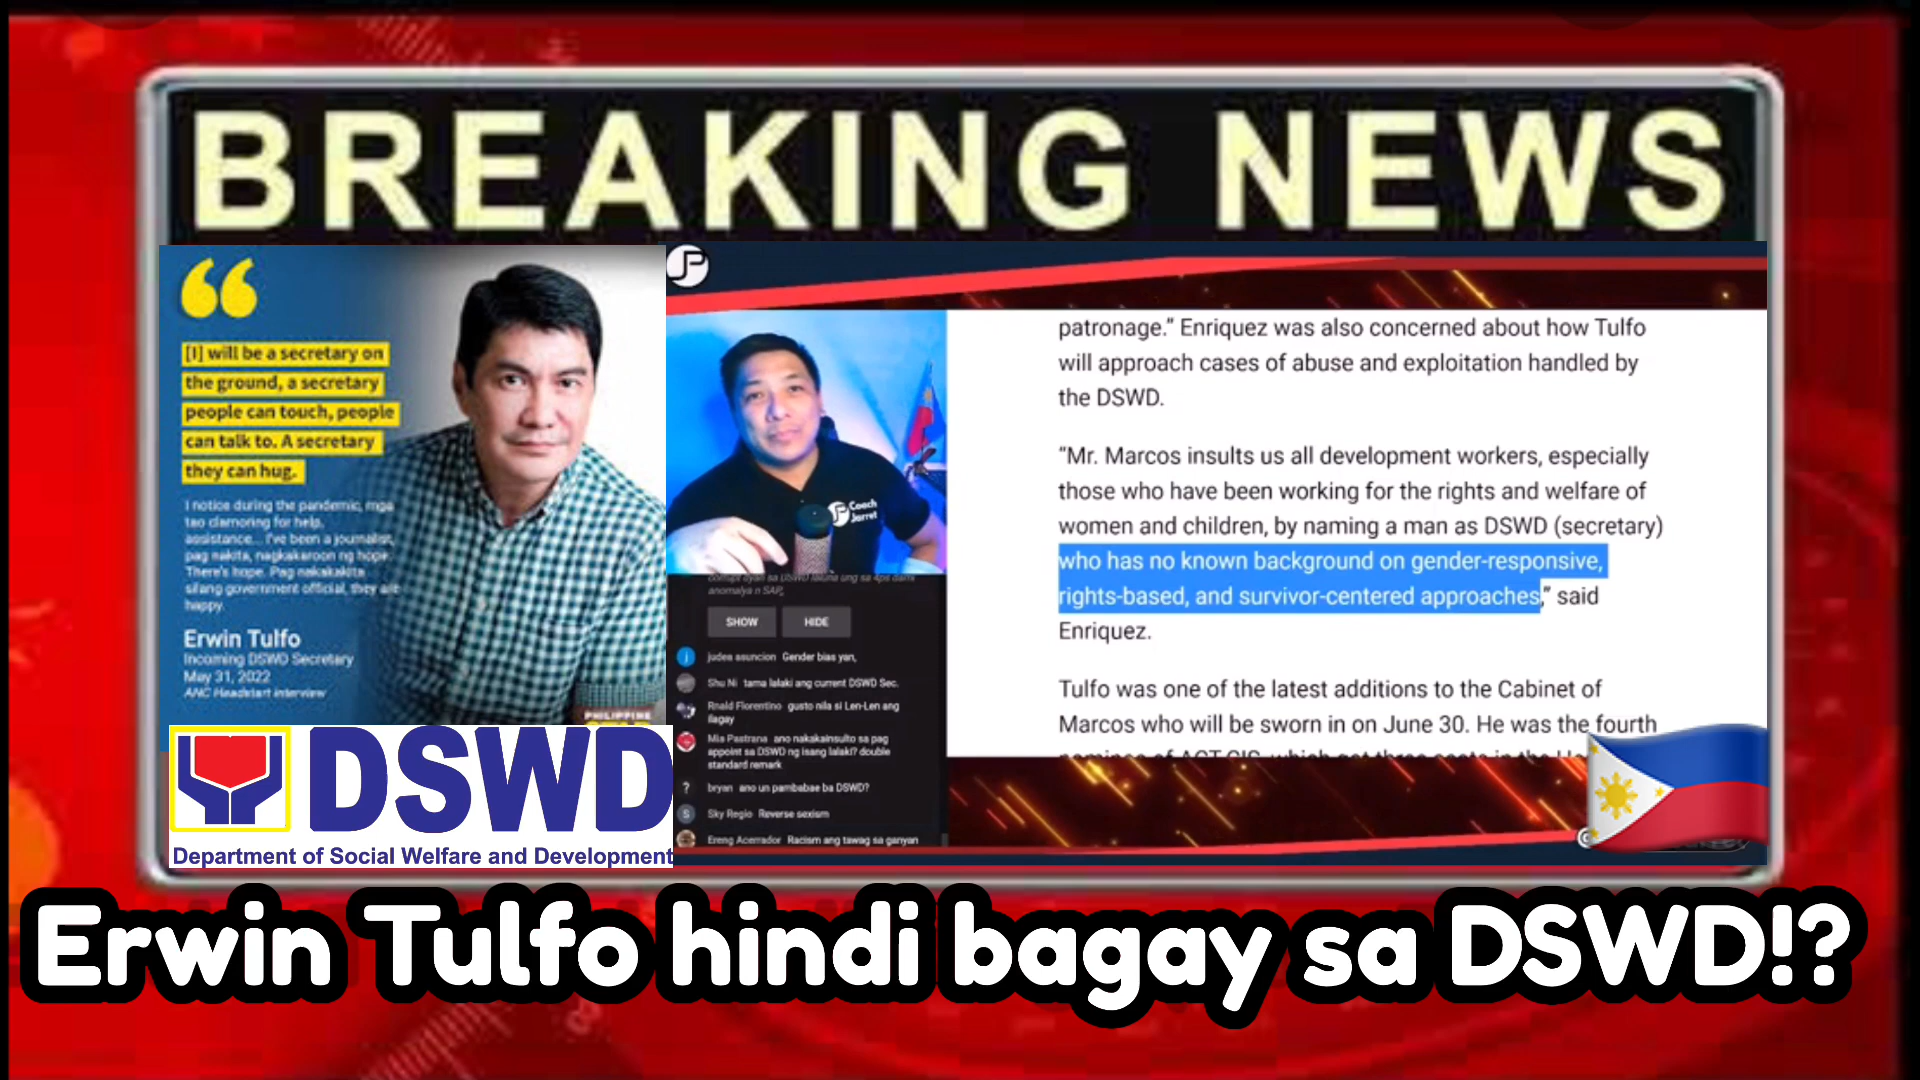 BREAKING NEWS
[I] will be a secretary on
the ground, a secretary
people can touch, people
can talk to. A secretary
they can hug.
I notice during the pandemic, mga
tao clamoring for help,
assistance... I've been a journalist,
pag nakita, nagkakaroon ng hope.
There's hope. Pag nakakakita
silang government official, they are
happy.
Erwin Tulfo
Incoming DSWD Secretary
May 31, 2022
ANC Headstart interview
PHILIPPINE
DSWD
Department of Social Welfare and Development
Coach
Jarret
anomalya n SAP,
SHOW
HIDE
judea asuncion Gender bias yan,
Shu Ni tama lalaki ang current DSWD Sec.
Rnald Florentino gusto nila si Len-Len ang
ilagay
Mia Pastrana ano nakakainsulto sa pag
appoint sa DSWD ng isang lalaki? double
standard remark
? bryan ano un pambabae ba DSWD?
S Sky Regio Reverse sexism
Ereng Acerrador Racism ang tawag sa ganyan
patronage.” Enriquez was also concerned about how Tulfo
will approach cases of abuse and exploitation handled by
the DSWD.
“Mr. Marcos insults us all development workers, especially
those who have been working for the rights and welfare of
women and children, by naming a man as DSWD (secretary)
who has no known background on gender-responsive,
rights-based, and survivor-centered approaches,” said
Enriquez.
Tulfo was one of the latest additions to the Cabinet of
Marcos who will be sworn in on June 30. He was the fourth
Erwin Tulfo hindi bagay sa DSWD!?